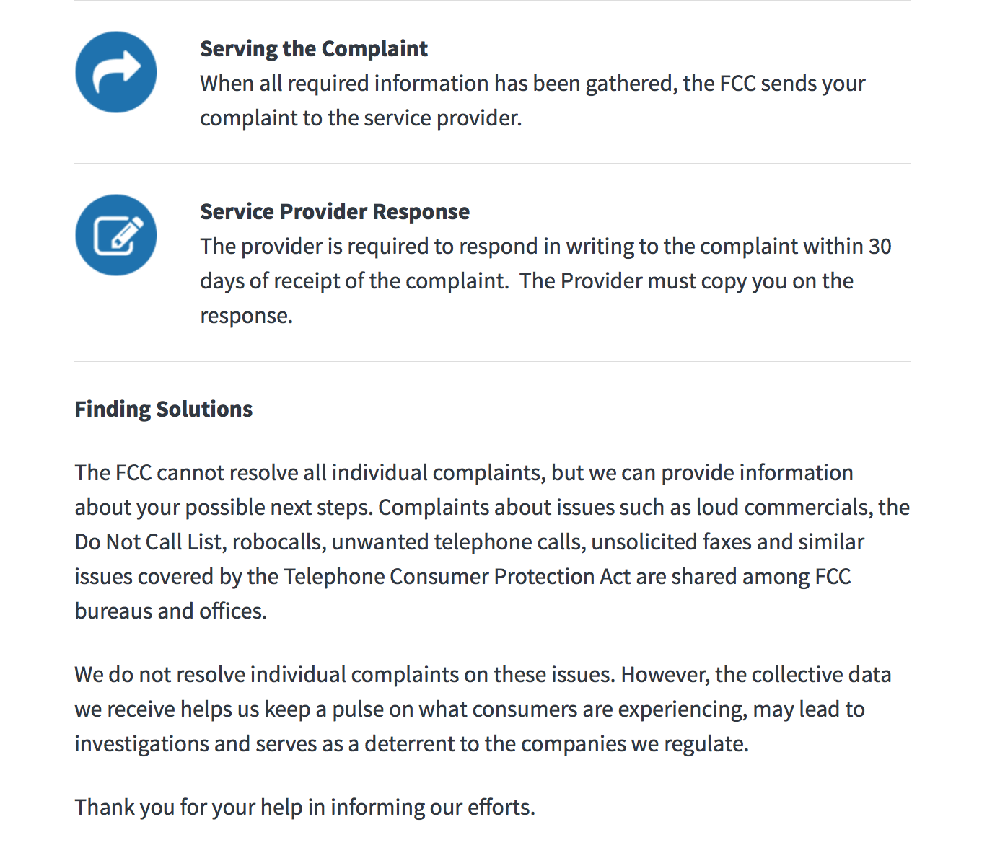 Serving the Complaint
When all required information has been gathered, the FCC sends your
complaint to the service provider.
Service Provider Response
The provider is required to respond in writing to the complaint within 30
days of receipt of the complaint.  The Provider must copy you on the
response.
Finding Solutions
The FCC cannot resolve all individual complaints, but we can provide information
about your possible next steps. Complaints about issues such as loud commercials, the
Do Not Call List, robocalls, unwanted telephone calls, unsolicited faxes and similar
issues covered by the Telephone Consumer Protection Act are shared among FCC
bureaus and offices.
We do not resolve individual complaints on these issues. However, the collective data
we receive helps us keep a pulse on what consumers are experiencing, may lead to
investigations and serves as a deterrent to the companies we regulate.
Thank you for your help in informing our efforts.